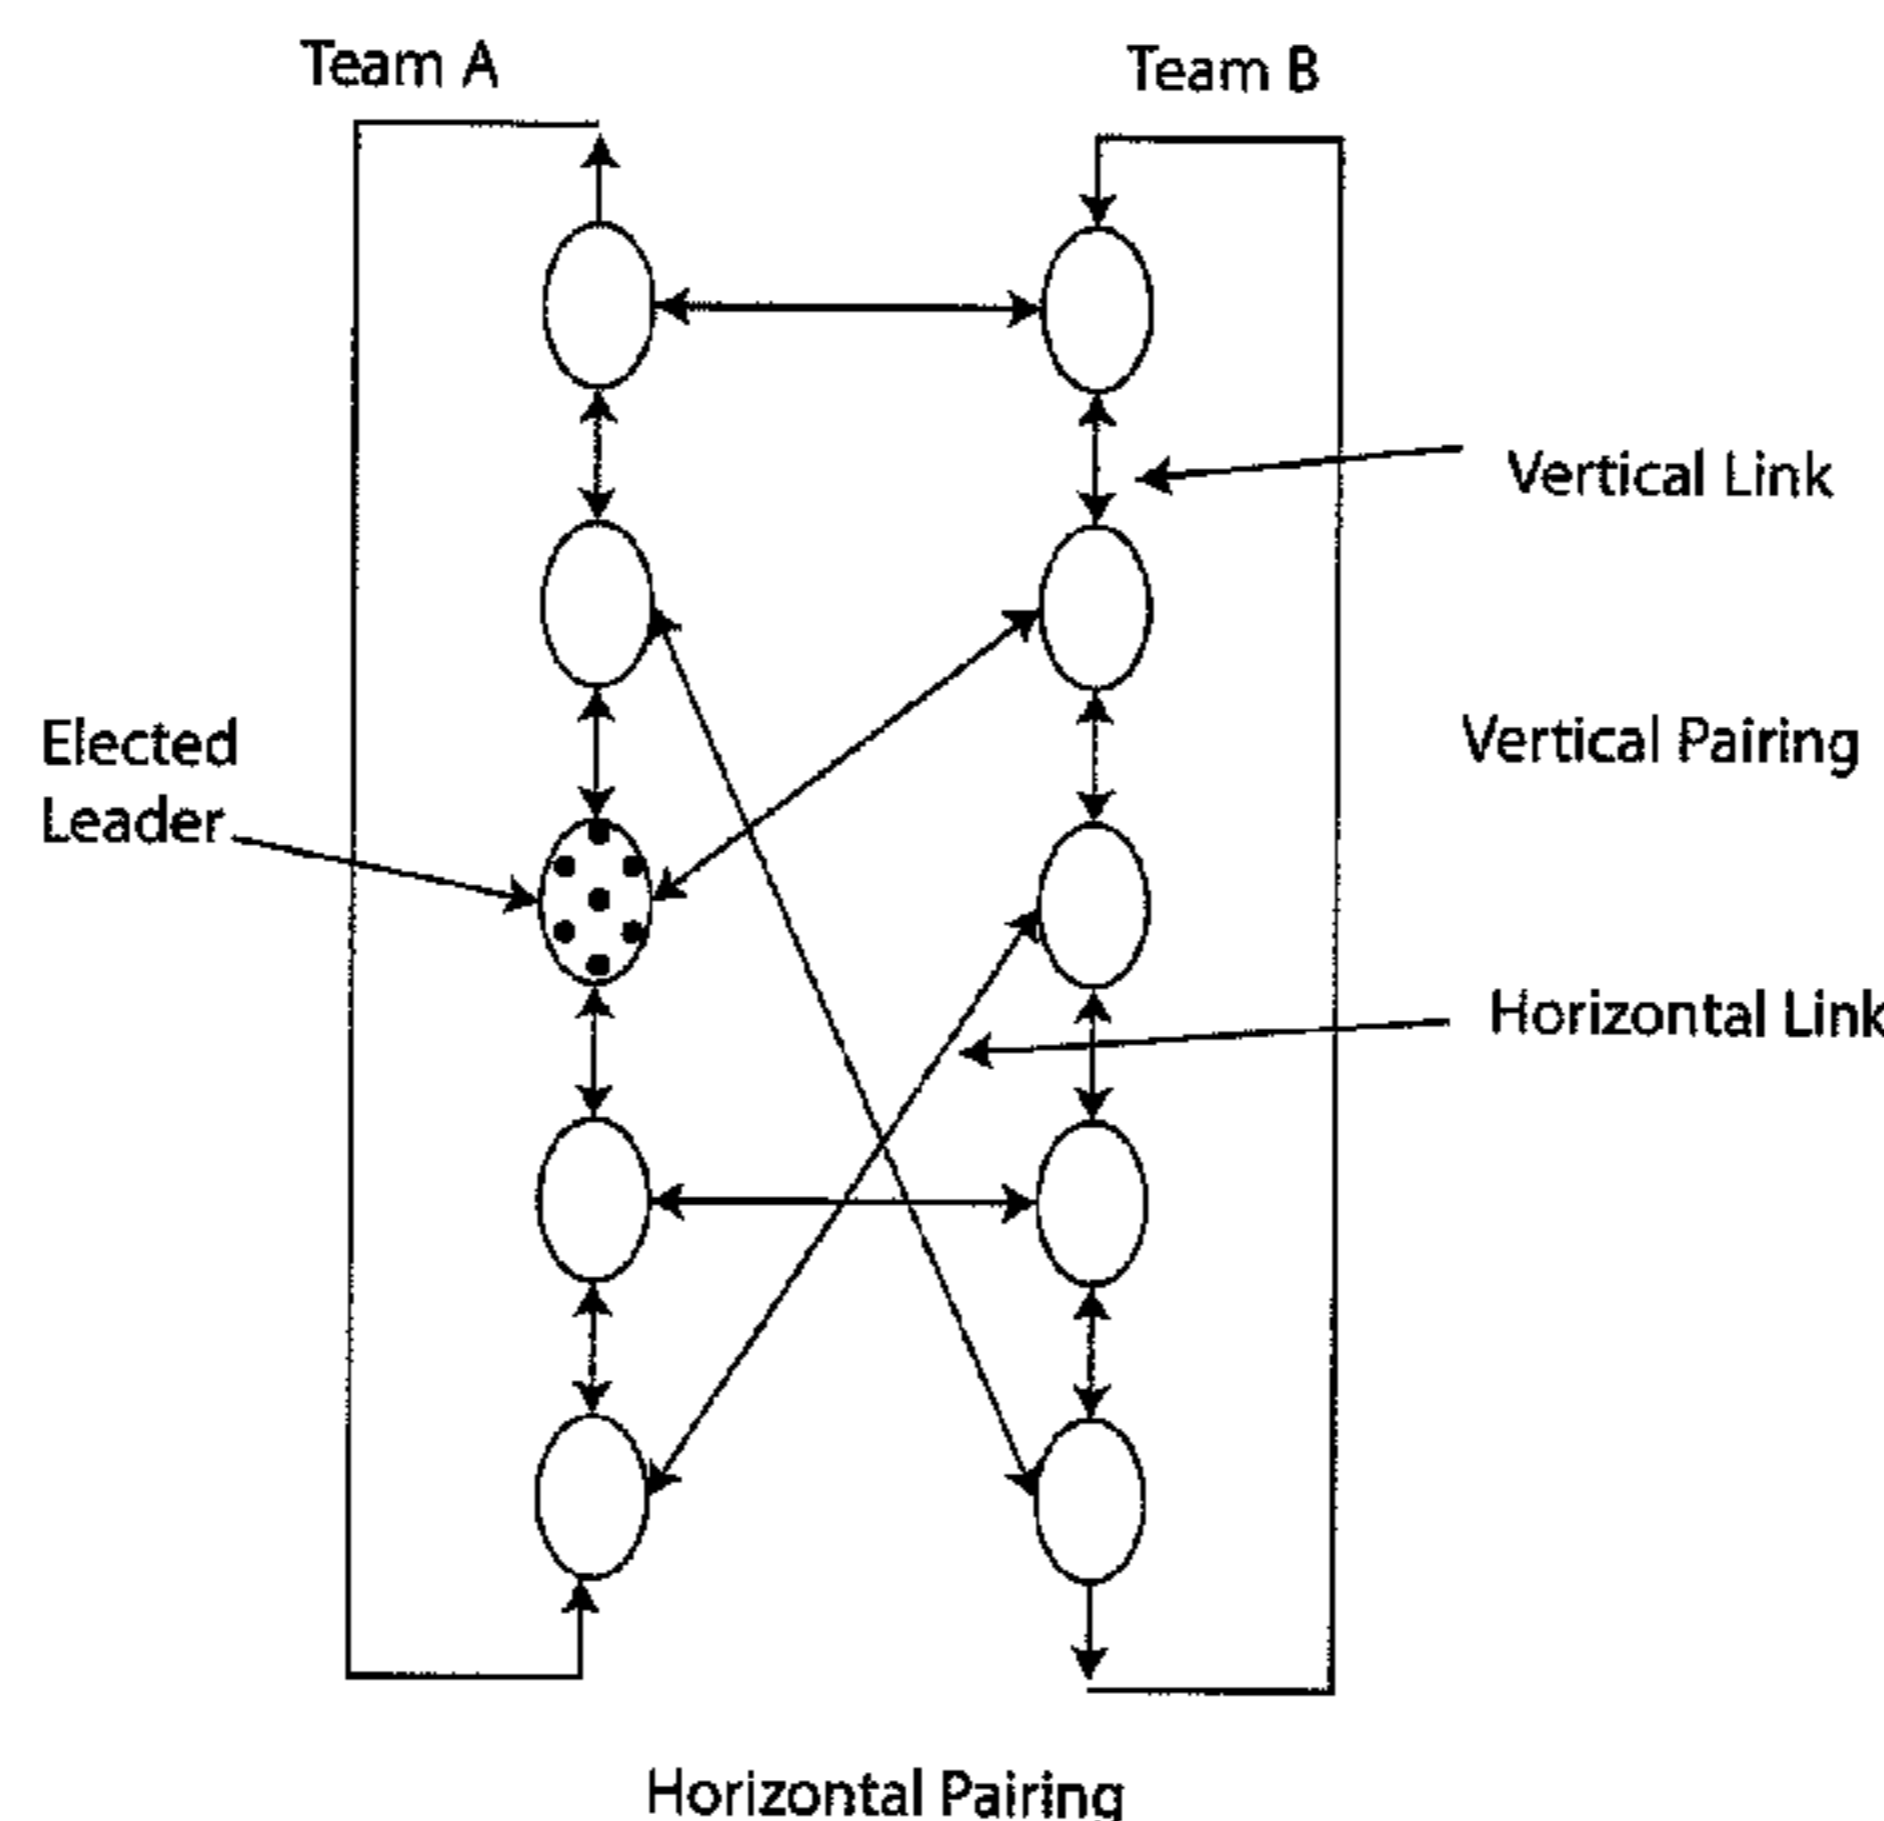 Team A
Team B
Vertical Link
Elected
Leader
Vertical Pairing
Horizontal Link
Horizontal Pairing